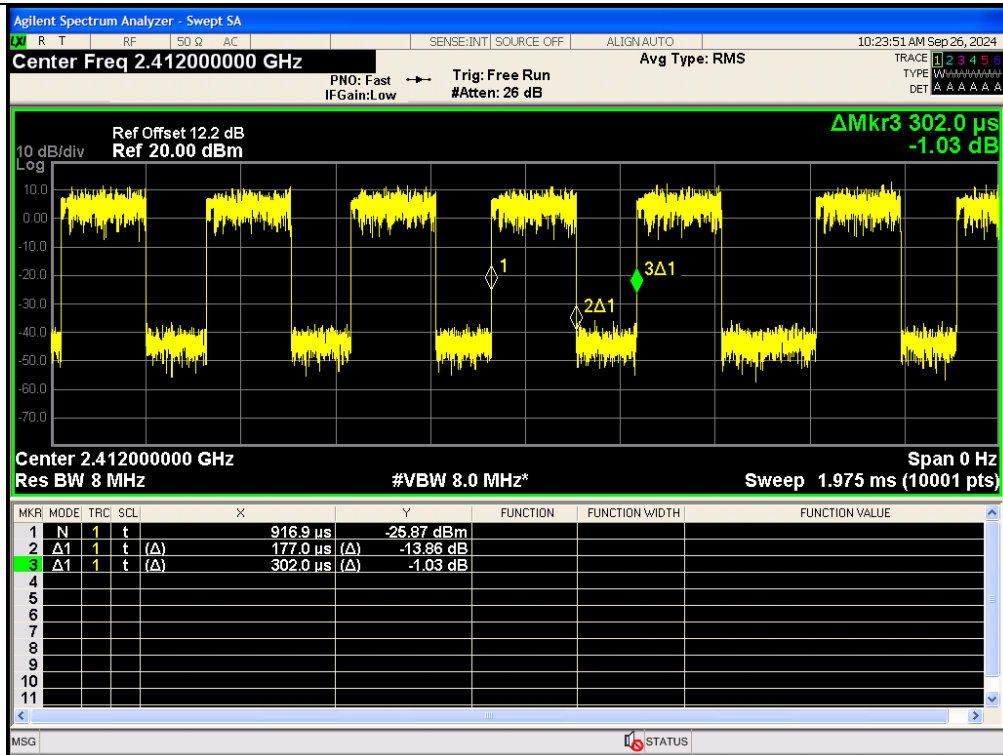 Agilent Spectrum Analyzer - Swept SA
LXI R T RF 50 Ω AC SENSE:INT SOURCE OFF ALIGN AUTO 10:23:51 AM Sep 26, 2024
Center Freq 2.412000000 GHz Avg Type: RMS TRACE 1 2 3 4 5 6
PNO: Fast Trig: Free Run TYPE WWWWWW
IFGain:Low #Atten: 26 dB DET A A A A A A
ΔMkr3 302.0 µs
-1.03 dB
Ref Offset 12.2 dB
10 dB/div Ref 20.00 dBm
Log
10.0
0.00
-10.0
-20.0
-30.0
-40.0
-50.0
-60.0
-70.0
1
2Δ1
3Δ1
Center 2.412000000 GHz Span 0 Hz
Res BW 8 MHz #VBW 8.0 MHz* Sweep 1.975 ms (10001 pts)
MKR MODE TRC SCL X Y FUNCTION FUNCTION WIDTH FUNCTION VALUE
1 N 1 t 916.9 µs -25.87 dBm
2 Δ1 1 t (Δ) 177.0 µs (Δ) -13.86 dB
3 Δ1 1 t (Δ) 302.0 µs (Δ) -1.03 dB
4
5
6
7
8
9
10
11
MSG STATUS